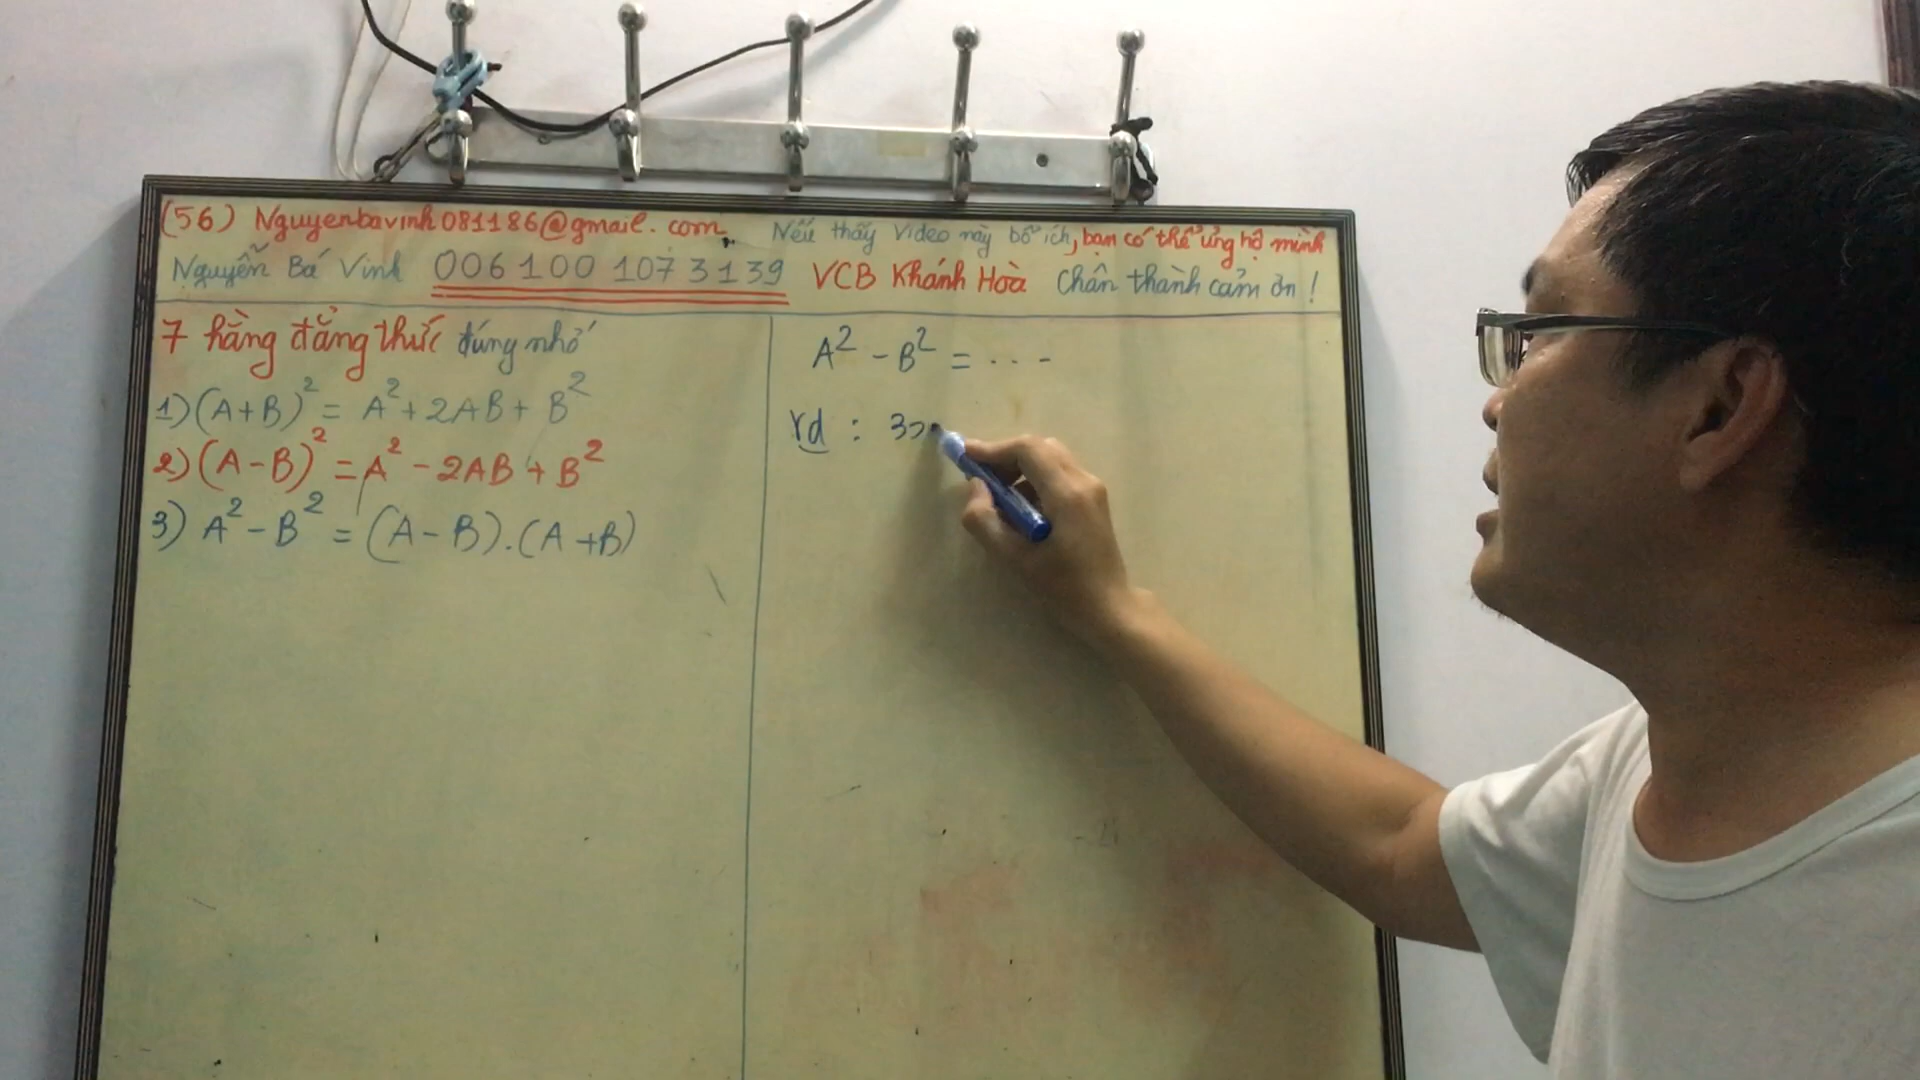 (56) Nguyenbavinh081186@gmail.com. Nếu thấy Video này bổ ích, bạn có thể ủng hộ mình
Nguyễn Bá Vinh 006 100 107 3139 VCB Khánh Hòa Chân thành cảm ơn!
7 hằng đẳng thức đáng nhớ
1) (A+B)² = A² + 2AB + B²
2) (A-B)² = A² - 2AB + B²
3) A² - B² = (A-B).(A+B)
A² - B² = ...
Vd : 3